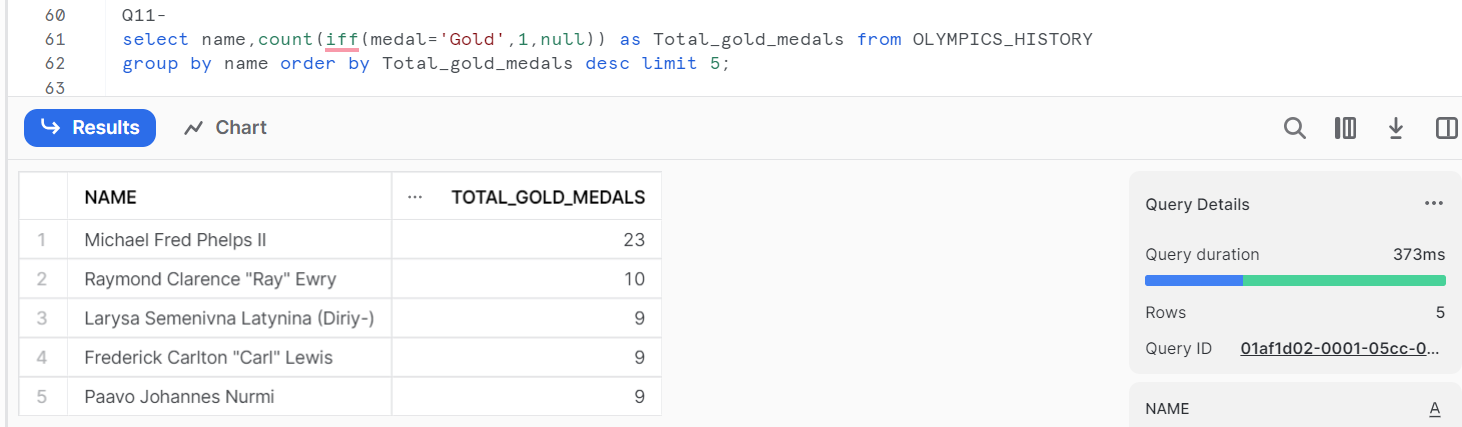 60 Q11-
61 select name,count(iff(medal='Gold',1,null)) as Total_gold_medals from OLYMPICS_HISTORY
62 group by name order by Total_gold_medals desc limit 5;
63
Results Chart
NAME ... TOTAL_GOLD_MEDALS
1 Michael Fred Phelps II 23
2 Raymond Clarence "Ray" Ewry 10
3 Larysa Semenivna Latynina (Diriy-) 9
4 Frederick Carlton "Carl" Lewis 9
5 Paavo Johannes Nurmi 9
Query Details ...
Query duration 373ms
Rows 5
Query ID 01af1d02-0001-05cc-0...
NAME A